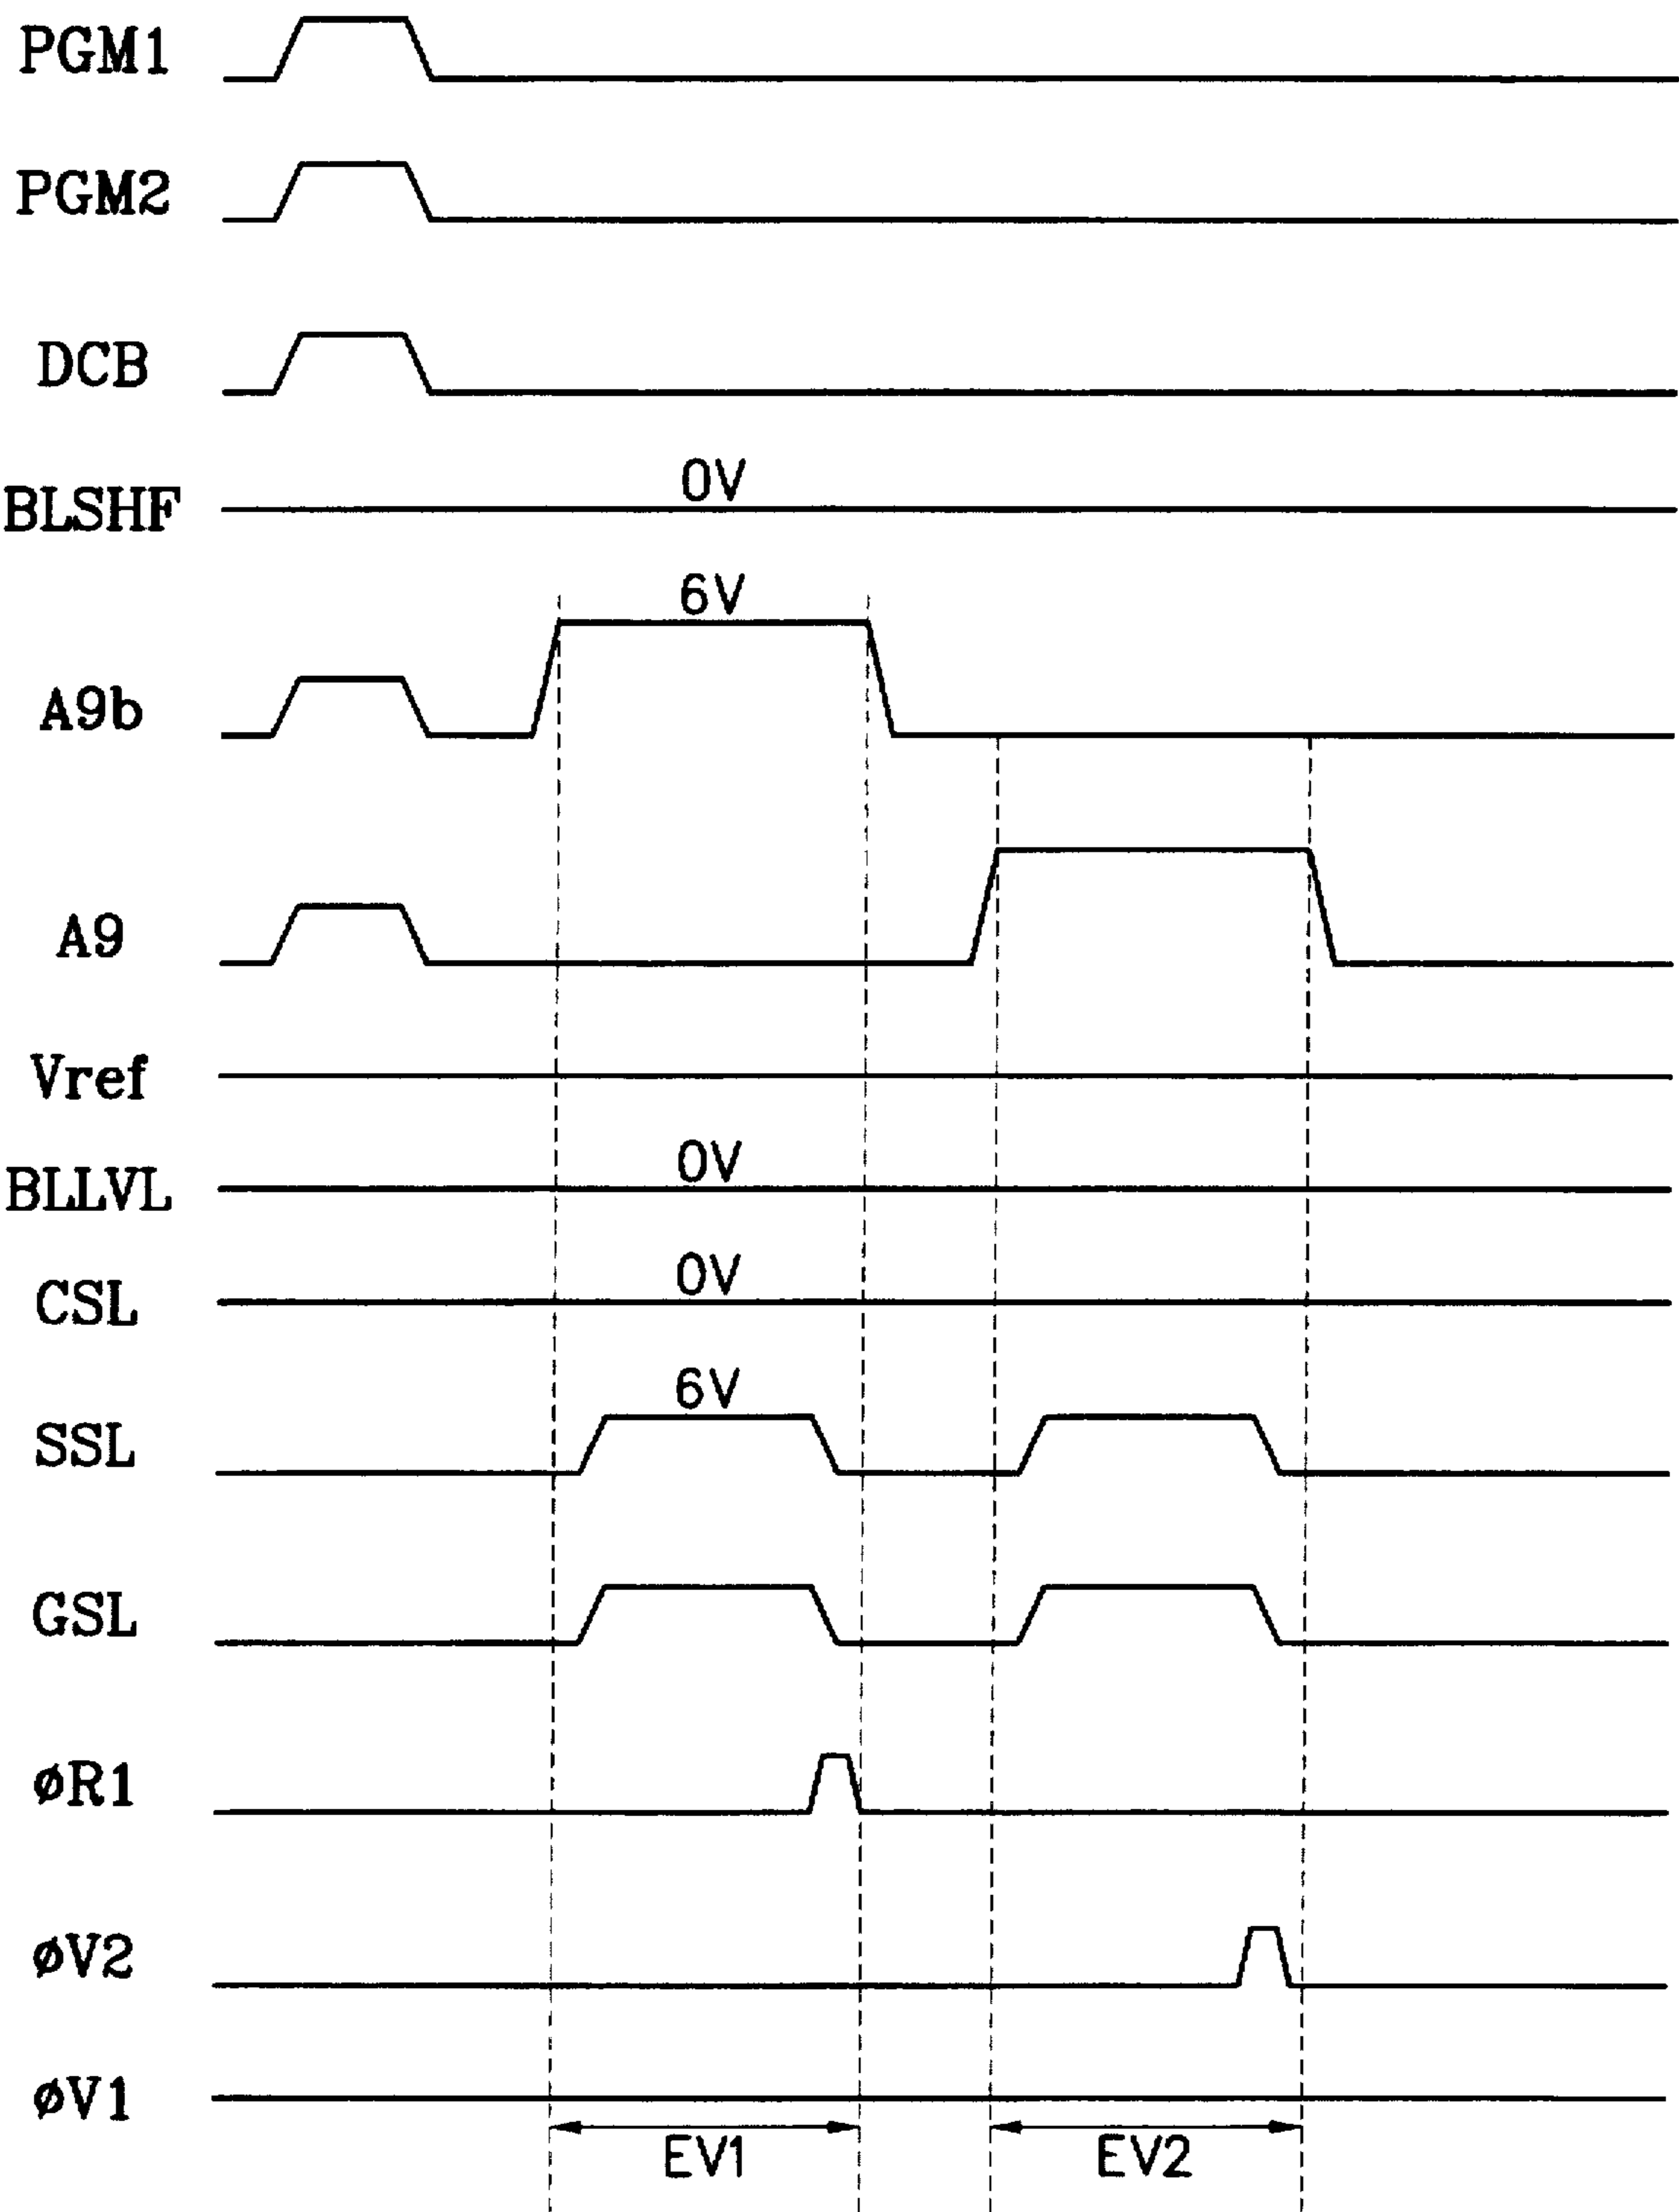 PGM1
PGM2
DCB
BLSHF 0V
6V
A9b
A9
Vref
BLLVL 0V
CSL 0V
6V
SSL
GSL
øR1
øV2
øV1
EV1 EV2